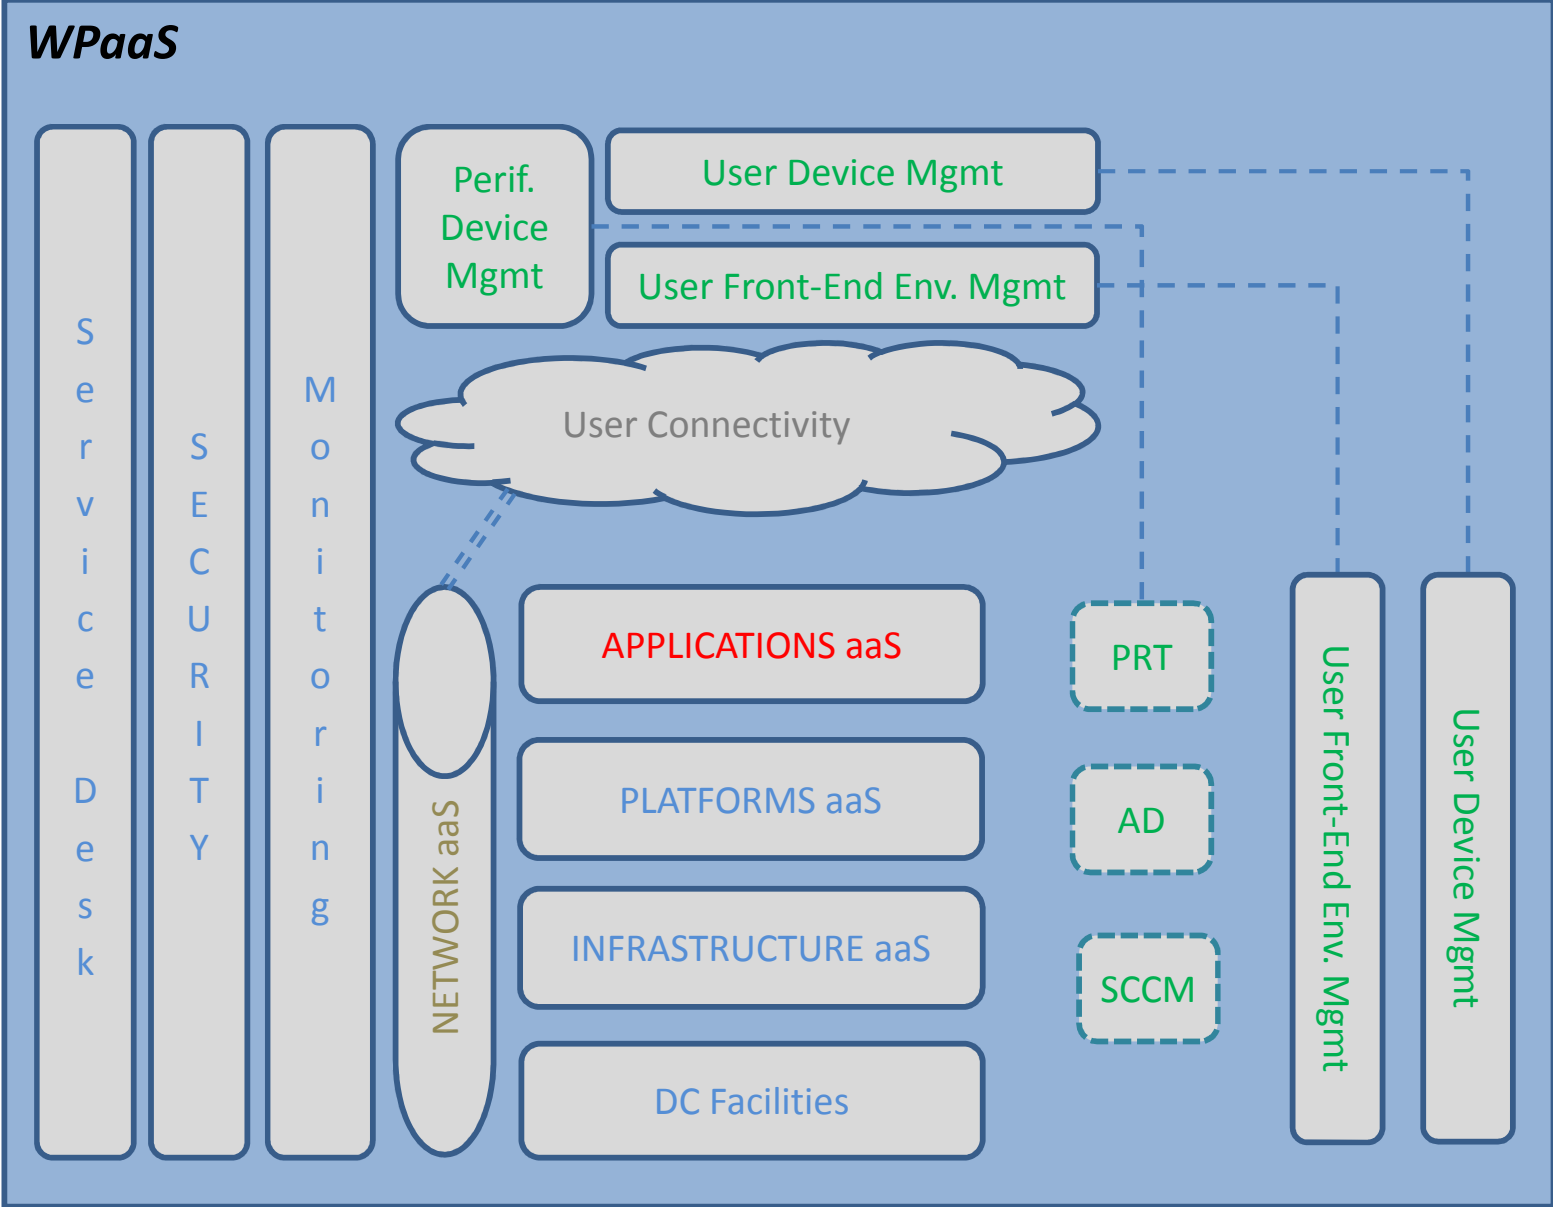 WPaaS
Service Desk
SECURITY
Monitoring
Perif.
Device
Mgmt
User Device Mgmt
User Front-End Env. Mgmt
User Connectivity
NETWORK aaS
APPLICATIONS aaS
PLATFORMS aaS
INFRASTRUCTURE aaS
DC Facilities
PRT
AD
SCCM
User Front-End Env. Mgmt
User Device Mgmt